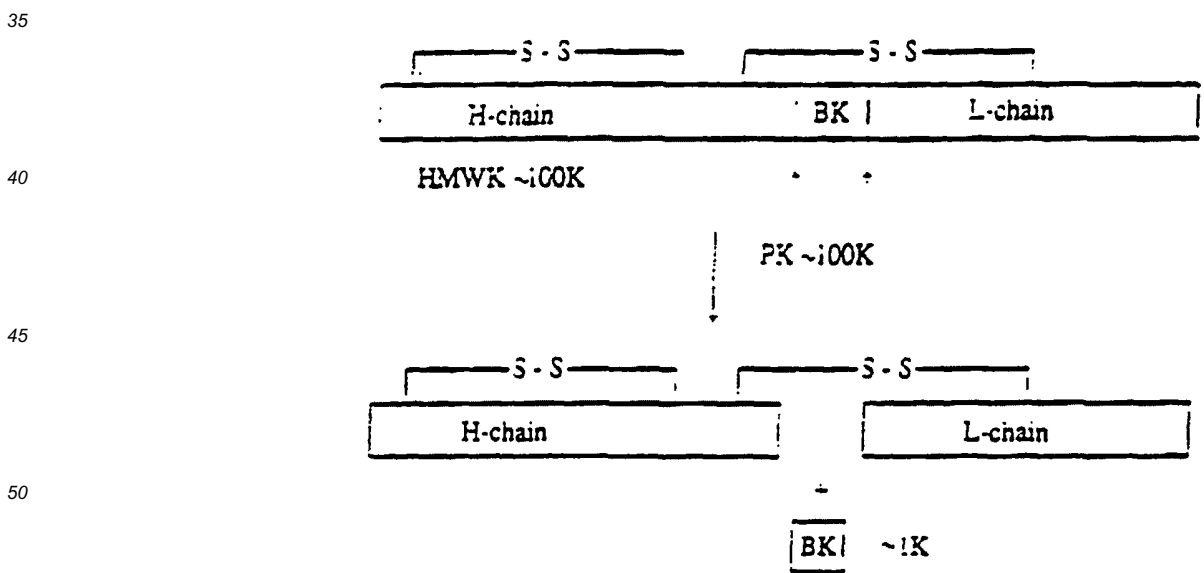 35
S - S S - S
H-chain BK L-chain
40 HMWK ~100K
PK ~100K
45
S - S S - S
H-chain L-chain
50 +
BK ~1K